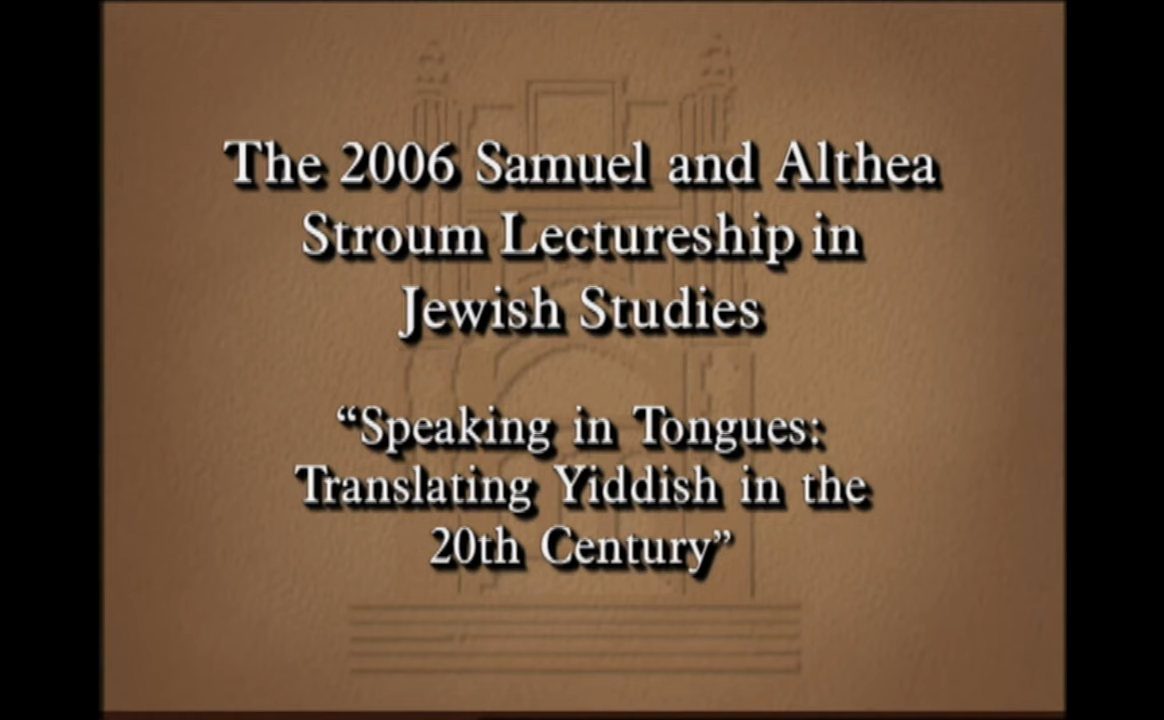 The 2006 Samuel and Althea
Stroum Lectureship in
Jewish Studies
“Speaking in Tongues:
Translating Yiddish in the
20th Century”